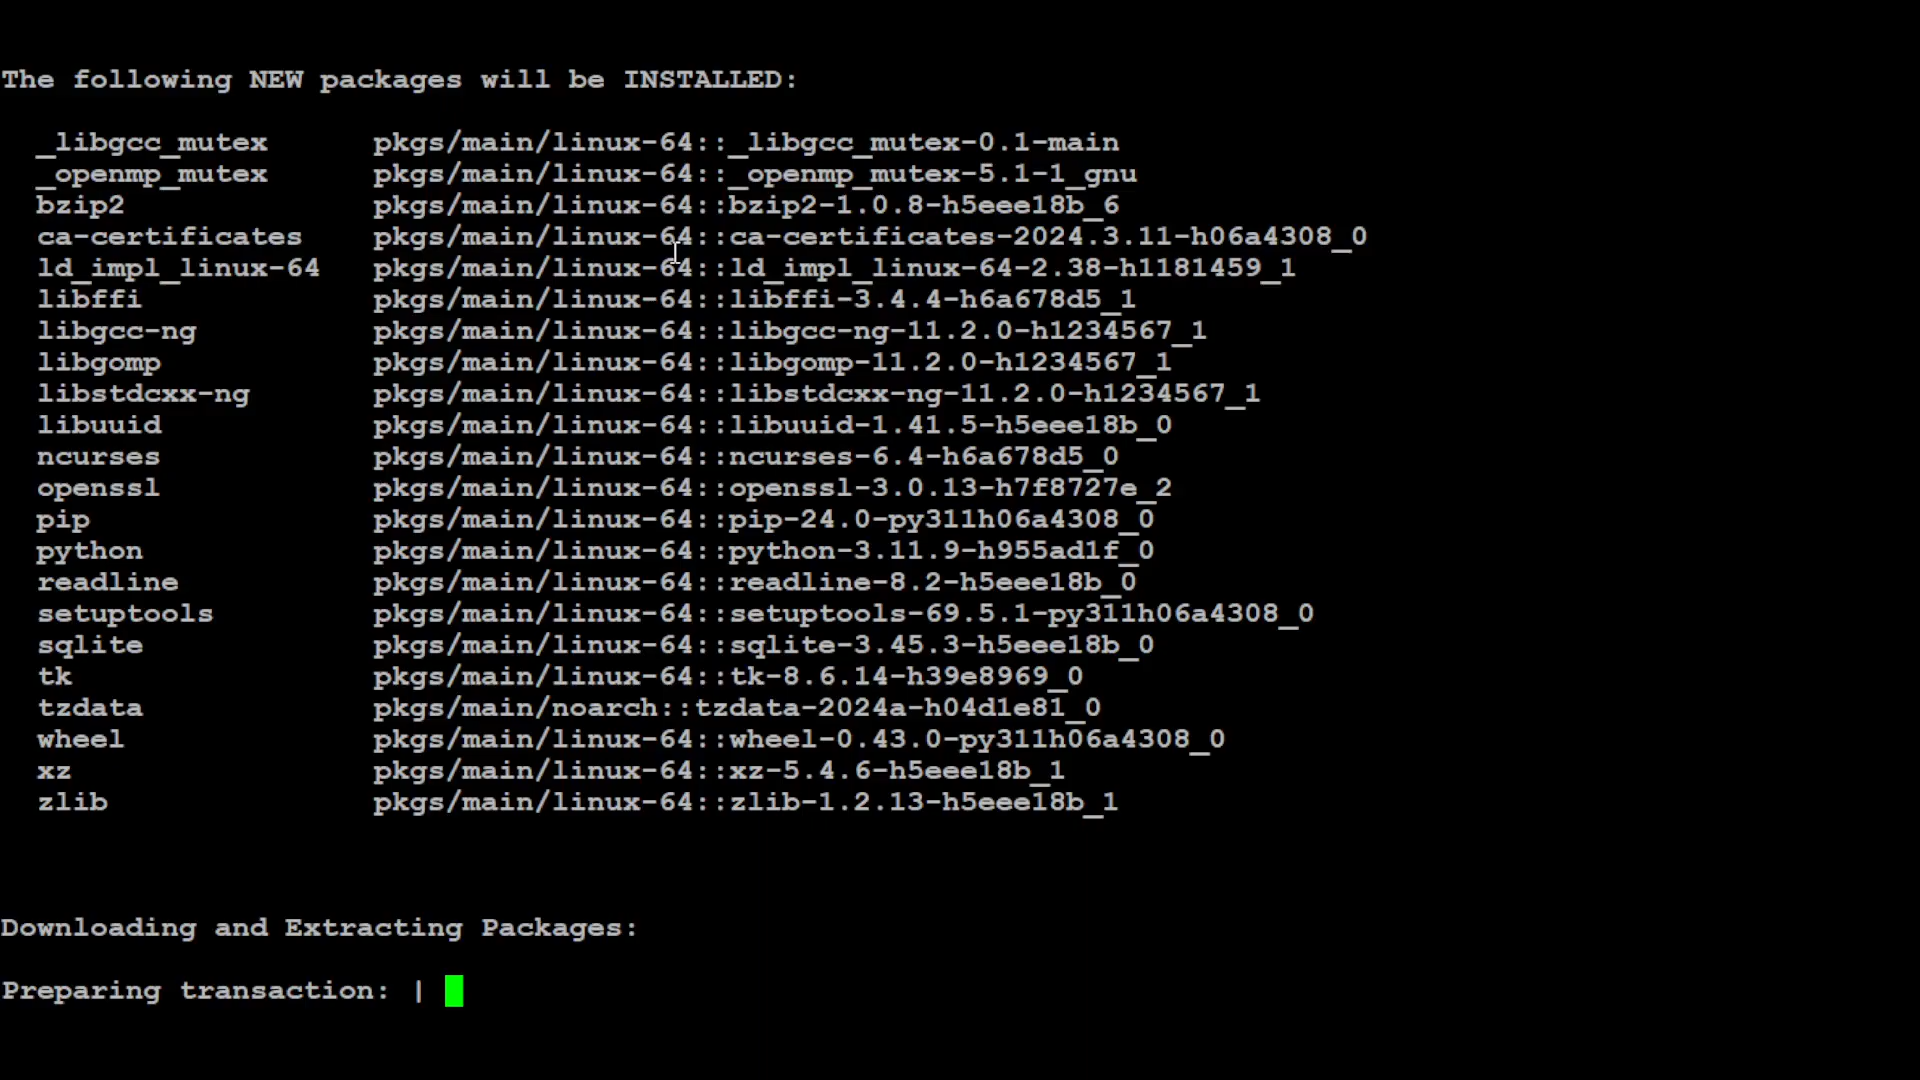 The following NEW packages will be INSTALLED:
_libgcc_mutex pkgs/main/linux-64::_libgcc_mutex-0.1-main
_openmp_mutex pkgs/main/linux-64::_openmp_mutex-5.1-1_gnu
bzip2 pkgs/main/linux-64::bzip2-1.0.8-h5eee18b_6
ca-certificates pkgs/main/linux-64::ca-certificates-2024.3.11-h06a4308_0
ld_impl_linux-64 pkgs/main/linux-64::ld_impl_linux-64-2.38-h1181459_1
libffi pkgs/main/linux-64::libffi-3.4.4-h6a678d5_1
libgcc-ng pkgs/main/linux-64::libgcc-ng-11.2.0-h1234567_1
libgomp pkgs/main/linux-64::libgomp-11.2.0-h1234567_1
libstdcxx-ng pkgs/main/linux-64::libstdcxx-ng-11.2.0-h1234567_1
libuuid pkgs/main/linux-64::libuuid-1.41.5-h5eee18b_0
ncurses pkgs/main/linux-64::ncurses-6.4-h6a678d5_0
openssl pkgs/main/linux-64::openssl-3.0.13-h7f8727e_2
pip pkgs/main/linux-64::pip-24.0-py311h06a4308_0
python pkgs/main/linux-64::python-3.11.9-h955ad1f_0
readline pkgs/main/linux-64::readline-8.2-h5eee18b_0
setuptools pkgs/main/linux-64::setuptools-69.5.1-py311h06a4308_0
sqlite pkgs/main/linux-64::sqlite-3.45.3-h5eee18b_0
tk pkgs/main/linux-64::tk-8.6.14-h39e8969_0
tzdata pkgs/main/noarch::tzdata-2024a-h04d1e81_0
wheel pkgs/main/linux-64::wheel-0.43.0-py311h06a4308_0
xz pkgs/main/linux-64::xz-5.4.6-h5eee18b_1
zlib pkgs/main/linux-64::zlib-1.2.13-h5eee18b_1
Downloading and Extracting Packages:
Preparing transaction: |